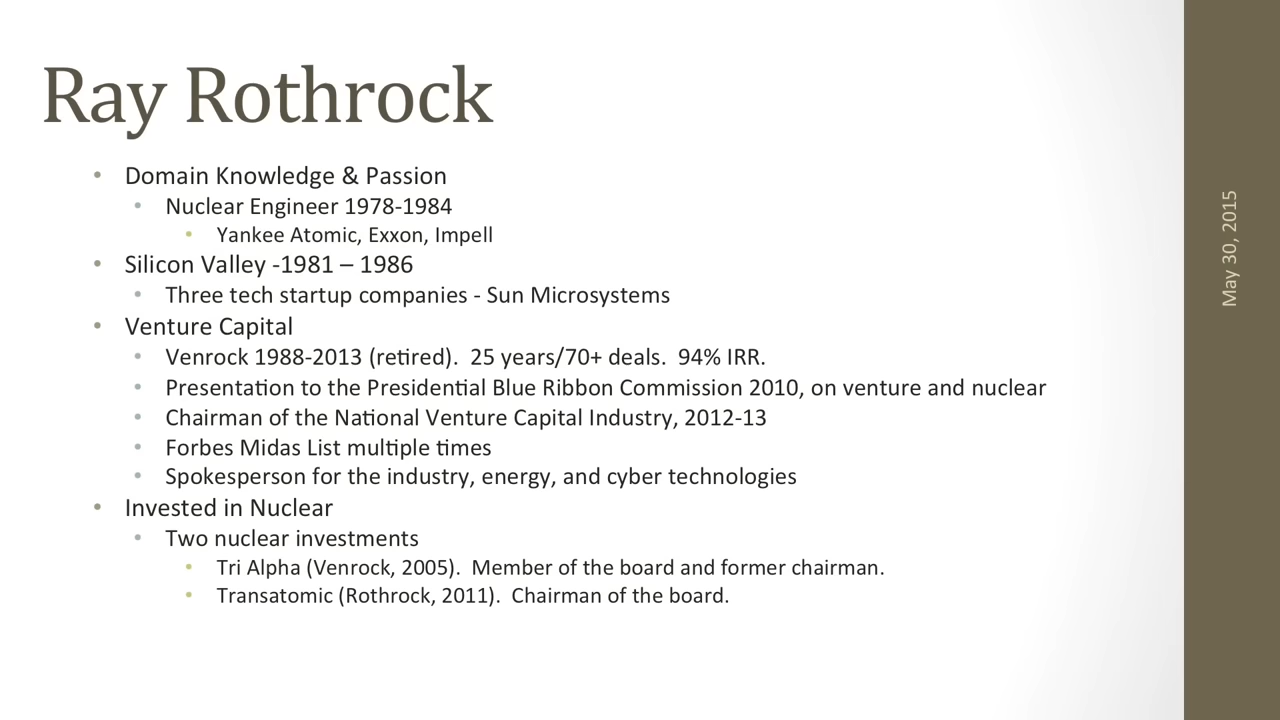 Ray Rothrock
• Domain Knowledge & Passion
• Nuclear Engineer 1978-1984
• Yankee Atomic, Exxon, Impell
• Silicon Valley -1981 – 1986
• Three tech startup companies - Sun Microsystems
• Venture Capital
• Venrock 1988-2013 (retired).  25 years/70+ deals.  94% IRR.
• Presentation to the Presidential Blue Ribbon Commission 2010, on venture and nuclear
• Chairman of the National Venture Capital Industry, 2012-13
• Forbes Midas List multiple times
• Spokesperson for the industry, energy, and cyber technologies
• Invested in Nuclear
• Two nuclear investments
• Tri Alpha (Venrock, 2005).  Member of the board and former chairman.
• Transatomic (Rothrock, 2011).  Chairman of the board.
May 30, 2015